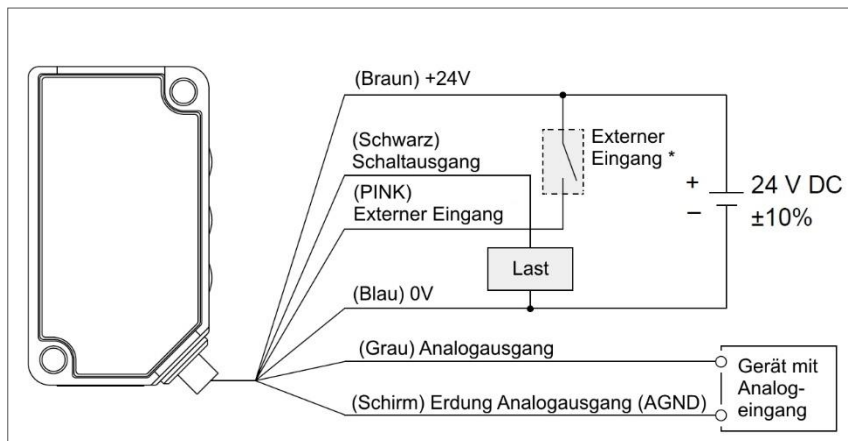 (Braun) +24V
(Schwarz)
Schaltausgang
(PINK)
Externer Eingang
Externer
Eingang *
+
–
24 V DC
±10%
Last
(Blau) 0V
(Grau) Analogausgang
(Schirm) Erdung Analogausgang (AGND)
Gerät mit
Analog-
eingang